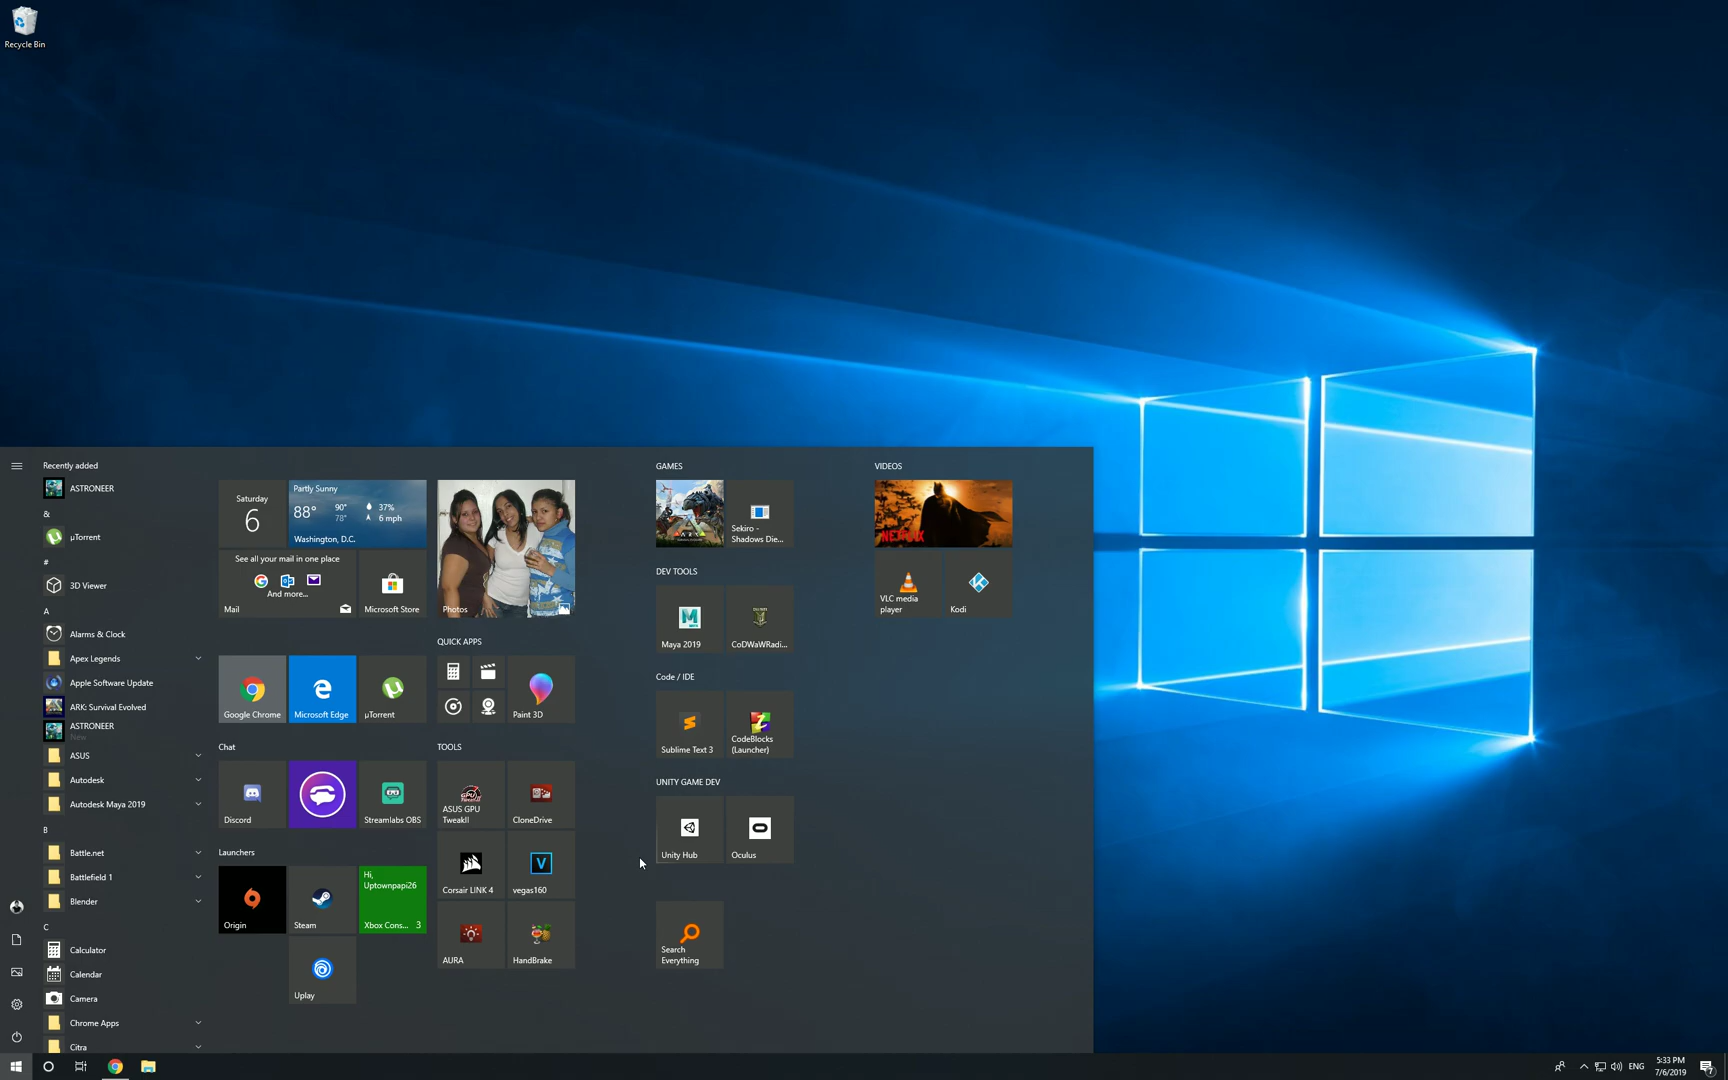 Recycle Bin
Recently added
ASTRONEER
&
µTorrent
#
3D Viewer
A
Alarms & Clock
Apex Legends
Apple Software Update
ARK: Survival Evolved
ASTRONEER
New
ASUS
Autodesk
Autodesk Maya 2019
B
Battle.net
Battlefield 1
Blender
C
Calculator
Calendar
Camera
Chrome Apps
Citra
Saturday
6
Partly Sunny
88° 90° 78° 37% 6 mph
Washington, D.C.
See all your mail in one place
And more...
Mail
Microsoft Store
Photos
Google Chrome
Microsoft Edge
µTorrent
QUICK APPS
Paint 3D
Chat
Discord
Streamlabs OBS
TOOLS
ASUS GPU
TweakII
CloneDrive
Corsair LINK 4
vegas160
AURA
HandBrake
Launchers
Origin
Steam
Hi,
Uptownpapi26
Xbox Cons... 3
Uplay
GAMES
ARK
Sekiro -
Shadows Die...
DEV TOOLS
Maya 2019
CoDWaWRadi...
Code / IDE
Sublime Text 3
CodeBlocks
(Launcher)
UNITY GAME DEV
Unity Hub
Oculus
Search
Everything
VIDEOS
NETFLIX
VLC media
player
Kodi
ENG
5:33 PM
7/6/2019
7